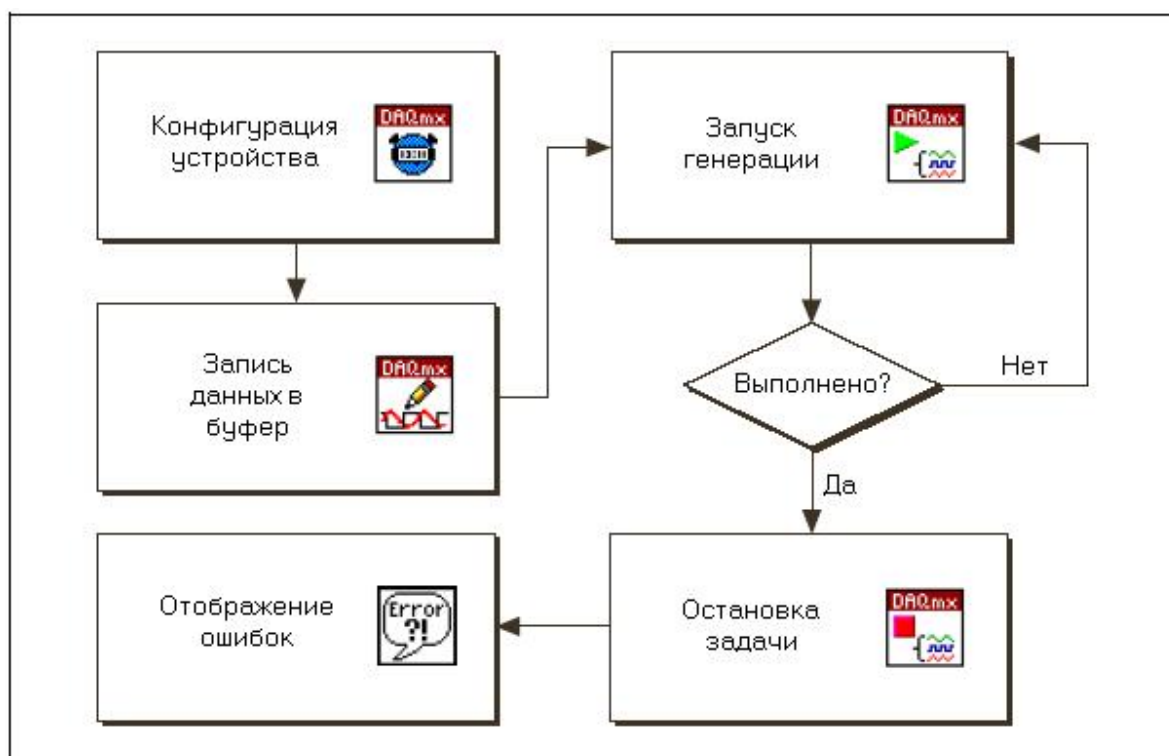 DAQmx
Конфигурация
устройства
DAQmx
Запись
данных в
буфер
DAQmx
Запуск
генерации
Выполнено?
Нет
Да
DAQmx
Остановка
задачи
Отображение
ошибок
Error
?!